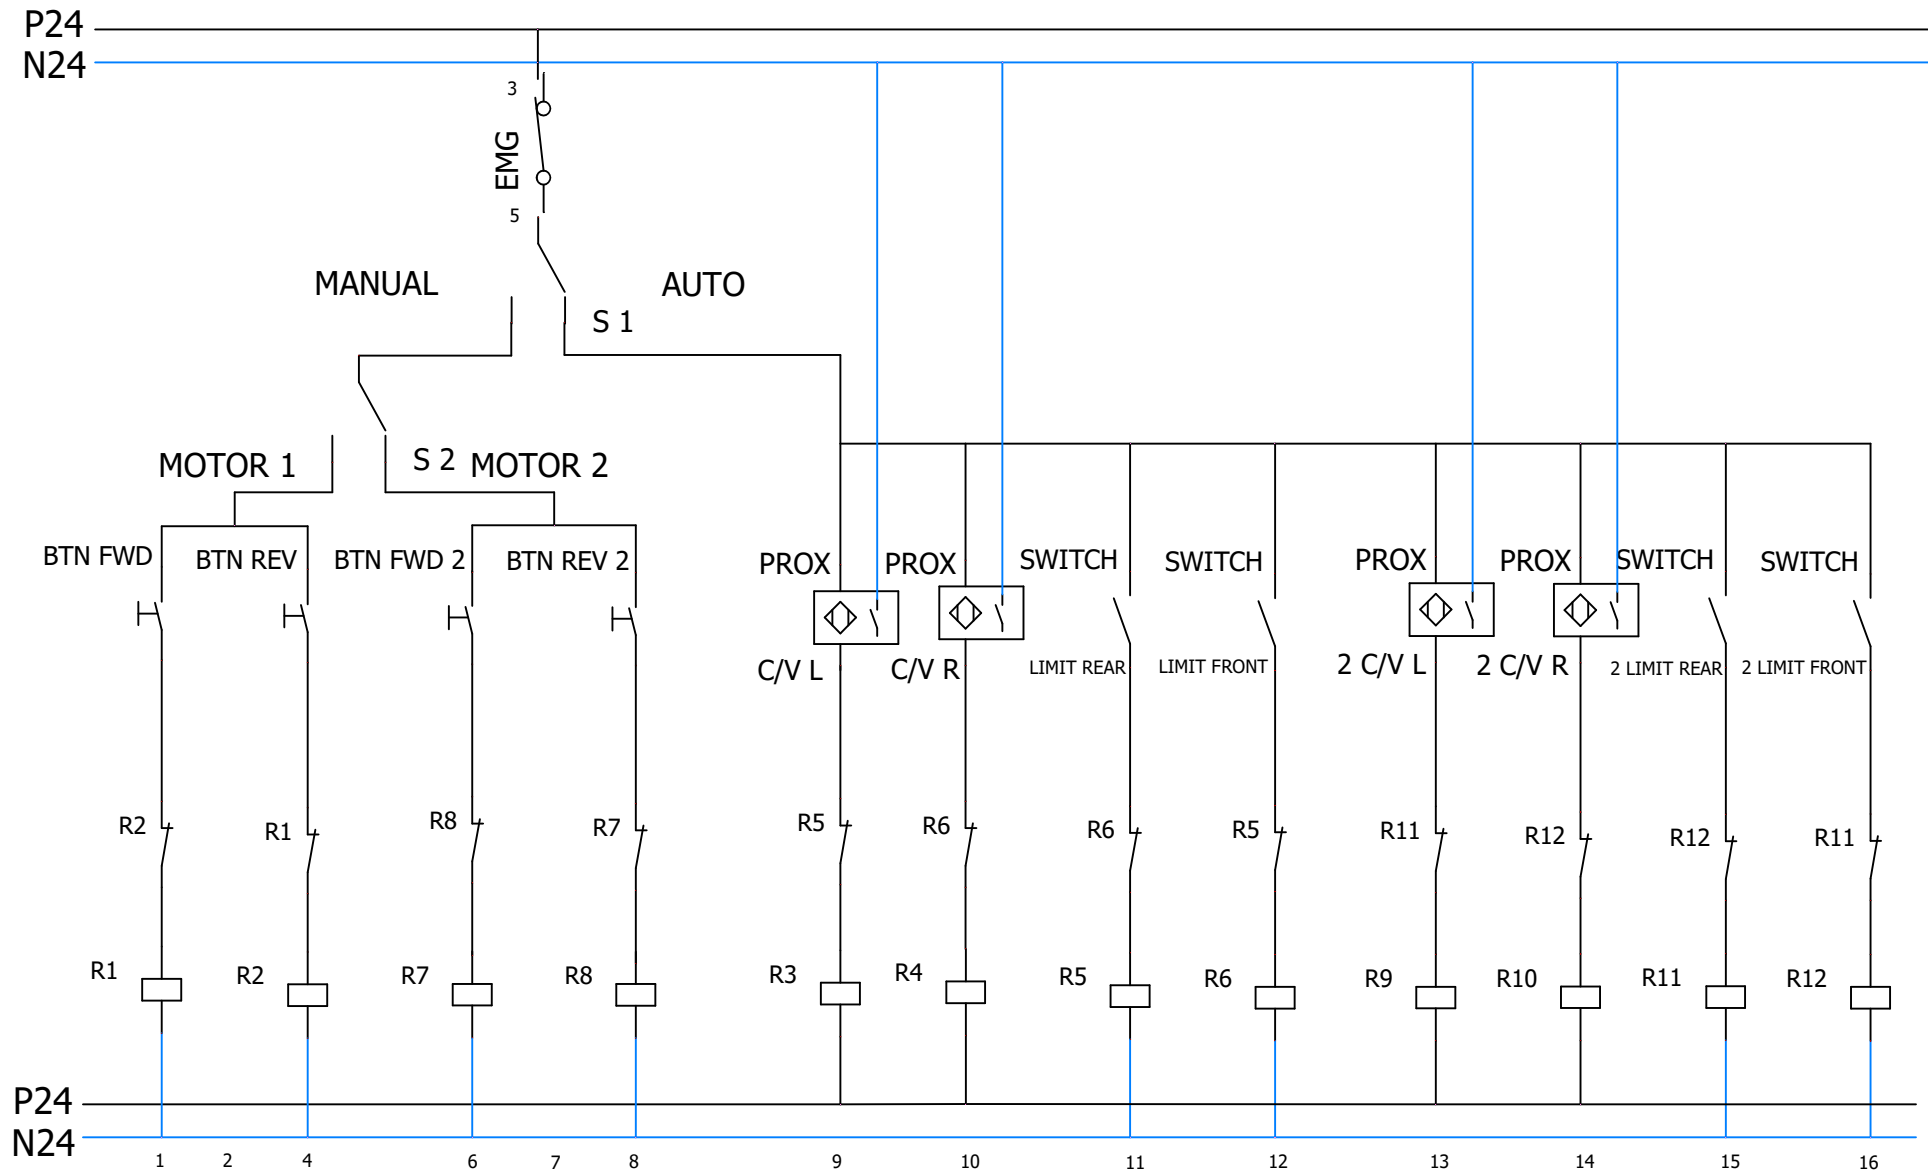 P24
N24
3
EMG
5
MANUAL
AUTO
S 1
MOTOR 1
S 2
MOTOR 2
BTN FWD
BTN REV
BTN FWD 2
BTN REV 2
PROX
PROX
SWITCH
SWITCH
PROX
PROX
SWITCH
SWITCH
C/V L
C/V R
LIMIT REAR
LIMIT FRONT
2 C/V L
2 C/V R
2 LIMIT REAR
2 LIMIT FRONT
R2
R1
R8
R7
R5
R6
R6
R5
R11
R12
R12
R11
R1
R2
R7
R8
R3
R4
R5
R6
R9
R10
R11
R12
P24
N24
1
2
4
6
7
8
9
10
11
12
13
14
15
16